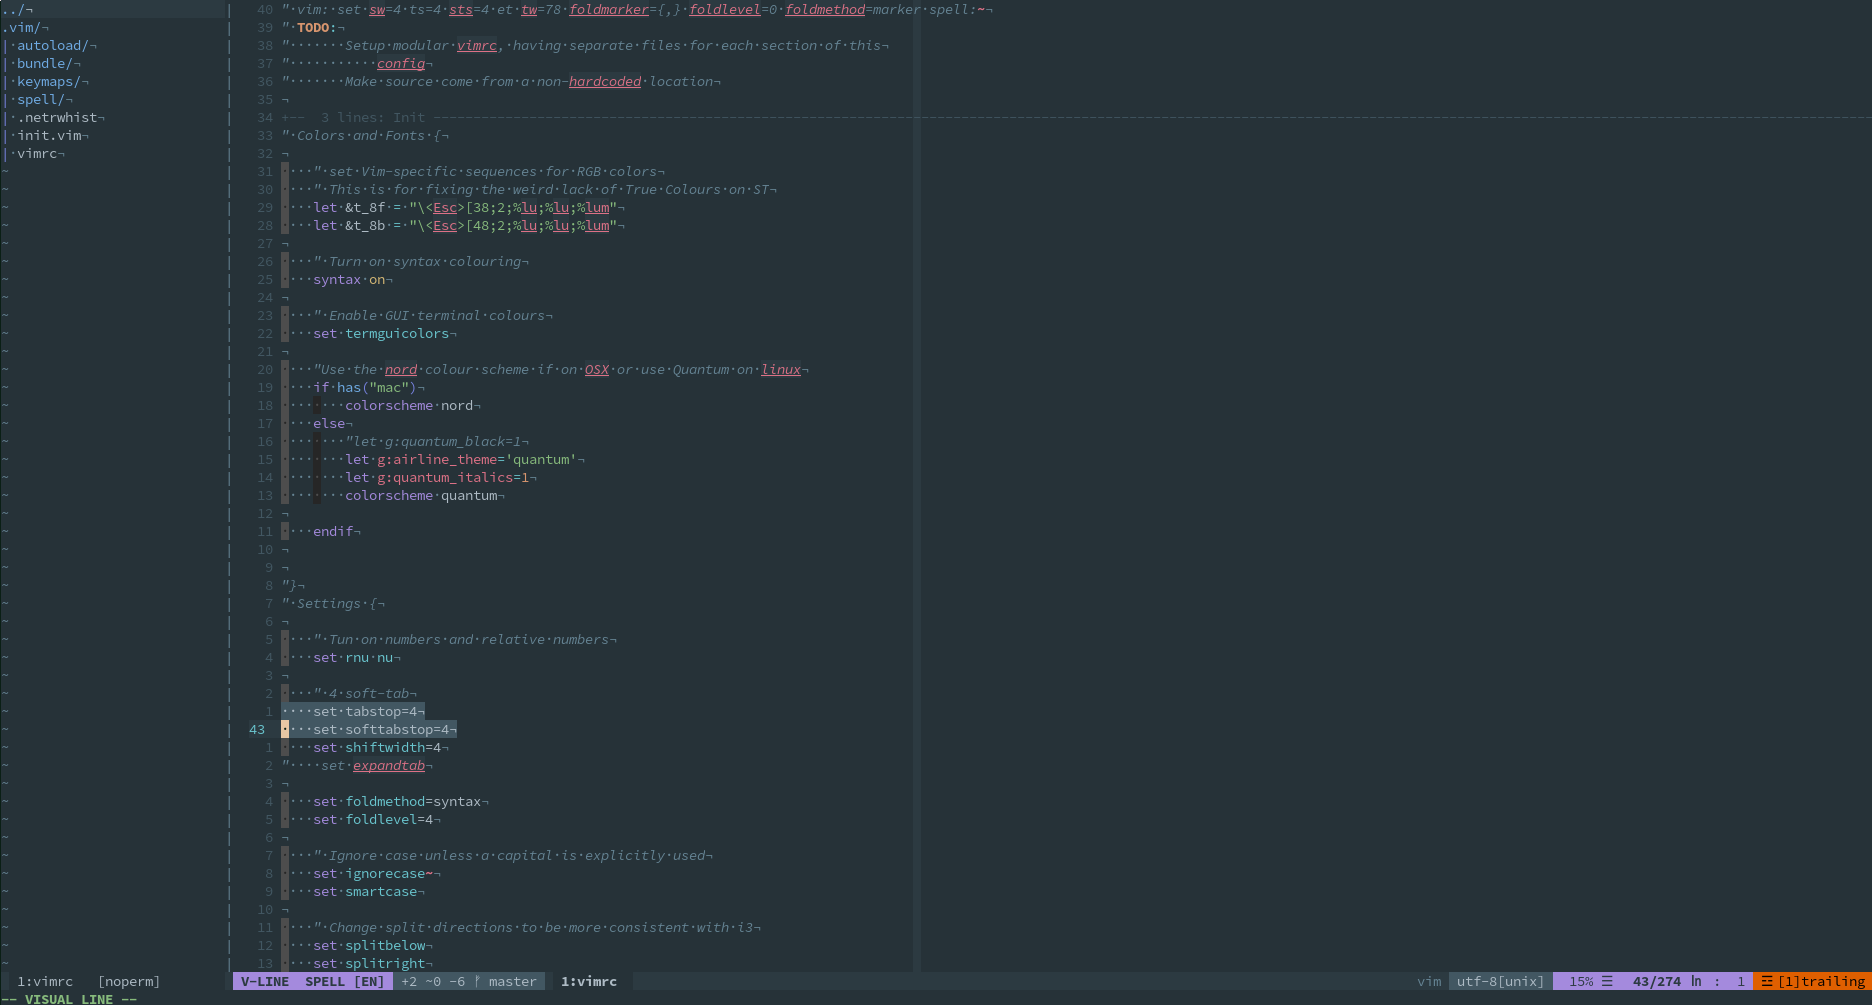 ../¬
.vim/¬
| autoload/¬
| bundle/¬
| keymaps/¬
| spell/¬
| .netrwhist¬
| init.vim¬
| vimrc¬
40 "·vim:·set·sw=4·ts=4·sts=4·et·tw=78·foldmarker={,}·foldlevel=0·foldmethod=marker·spell:~¬
39 "·TODO:¬
38 "·······Setup·modular·vimrc,·having·separate·files·for·each·section·of·this¬
37 "···········config¬
36 "·······Make·source·come·from·a·non-hardcoded·location¬
35 ¬
34 +--  3 lines: Init ----
33 "·Colors·and·Fonts·{¬
32 ¬
31 ····"·set·Vim-specific·sequences·for·RGB·colors¬
30 ····"·This·is·for·fixing·the·weird·lack·of·True·Colours·on·ST¬
29 ····let·&t_8f·=·"\<Esc>[38;2;%lu;%lu;%lum"¬
28 ····let·&t_8b·=·"\<Esc>[48;2;%lu;%lu;%lum"¬
27 ¬
26 ····"·Turn·on·syntax·colouring¬
25 ····syntax·on¬
24 ¬
23 ····"·Enable·GUI·terminal·colours¬
22 ····set·termguicolors¬
21 ¬
20 ····"Use·the·nord·colour·scheme·if·on·OSX·or·use·Quantum·on·linux¬
19 ····if·has("mac")¬
18 ········colorscheme·nord¬
17 ····else¬
16 ········"let·g:quantum_black=1¬
15 ········let·g:airline_theme='quantum'¬
14 ········let·g:quantum_italics=1¬
13 ········colorscheme·quantum¬
12 ¬
11 ····endif¬
10 ¬
9 ¬
8 "}¬
7 "·Settings·{¬
6 ¬
5 ····"·Tun·on·numbers·and·relative·numbers¬
4 ····set·rnu·nu¬
3 ¬
2 ····"·4·soft-tab¬
1 ····set·tabstop=4¬
43 ····set·softtabstop=4¬
1 ····set·shiftwidth=4¬
2 "····set·expandtab¬
3 ¬
4 ····set·foldmethod=syntax¬
5 ····set·foldlevel=4¬
6 ¬
7 ····"·Ignore·case·unless·a·capital·is·explicitly·used¬
8 ····set·ignorecase~¬
9 ····set·smartcase¬
10 ¬
11 ····"·Change·split·directions·to·be·more·consistent·with·i3¬
12 ····set·splitbelow¬
13 ····set·splitright¬
1:vimrc [noperm] V-LINE SPELL [EN] +2 ~0 -6 ᚠ master 1:vimrc vim utf-8[unix] 15% ☰ 43/274 ln : 1 ☲ [1]trailing
-- VISUAL LINE --